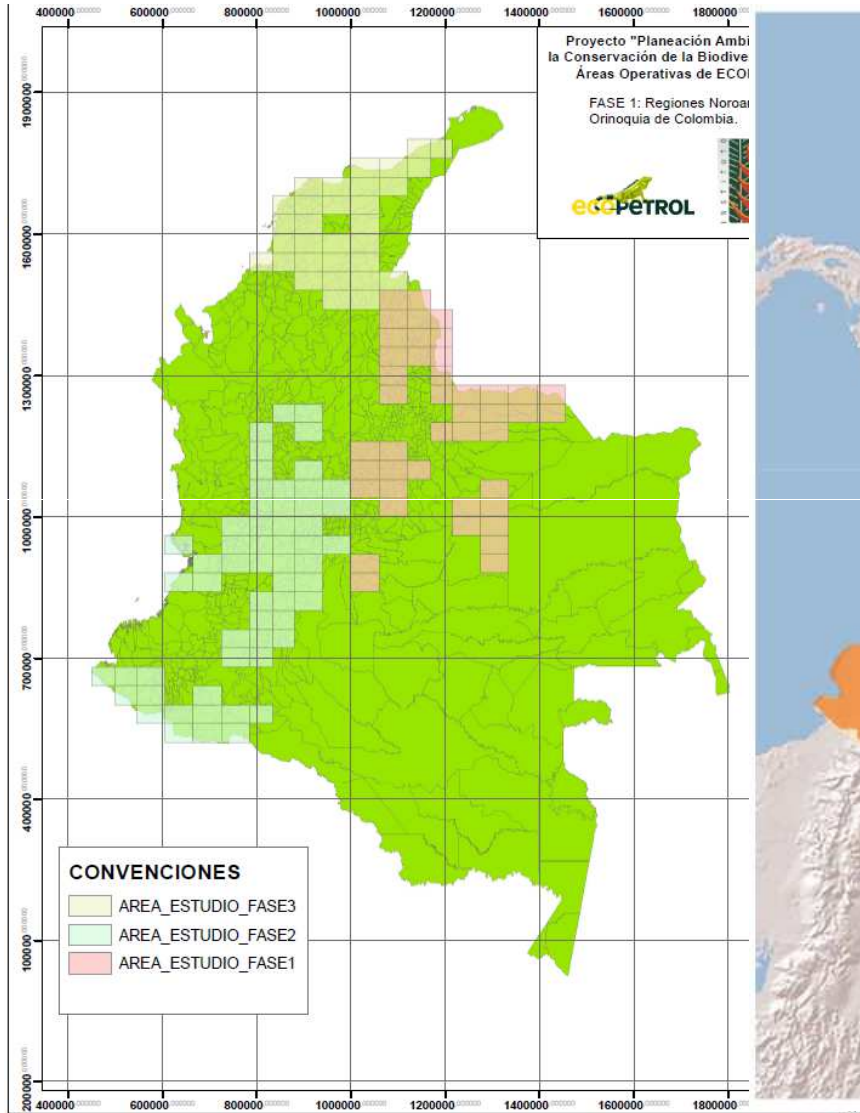 400000 600000 800000 1000000 1200000 1400000 1600000 1800000
Proyecto "Planeación Ambi
la Conservación de la Biodive
Áreas Operativas de ECO
FASE 1: Regiones Noroa
Orinoquia de Colombia.
ecoPETROL
INSTITUTO
1900000
1600000
1300000
1000000
700000
400000
100000
200000
CONVENCIONES
AREA_ESTUDIO_FASE3
AREA_ESTUDIO_FASE2
AREA_ESTUDIO_FASE1
400000 600000 800000 1000000 1200000 1400000 1600000 1800000